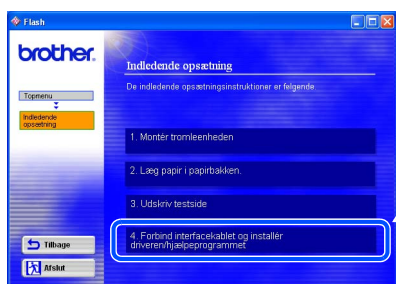 Flash
brother.
Indledende opsætning
De indledende opsætningsinstruktioner er følgende:
Topmenu
Indledende
opsætning
1. Montér tromleenheden
2. Læg papir i papirbakken.
3. Udskriv testside
4. Forbind interfacekablet og installér
driveren/hjælpeprogrammet
Tilbage
Afslut